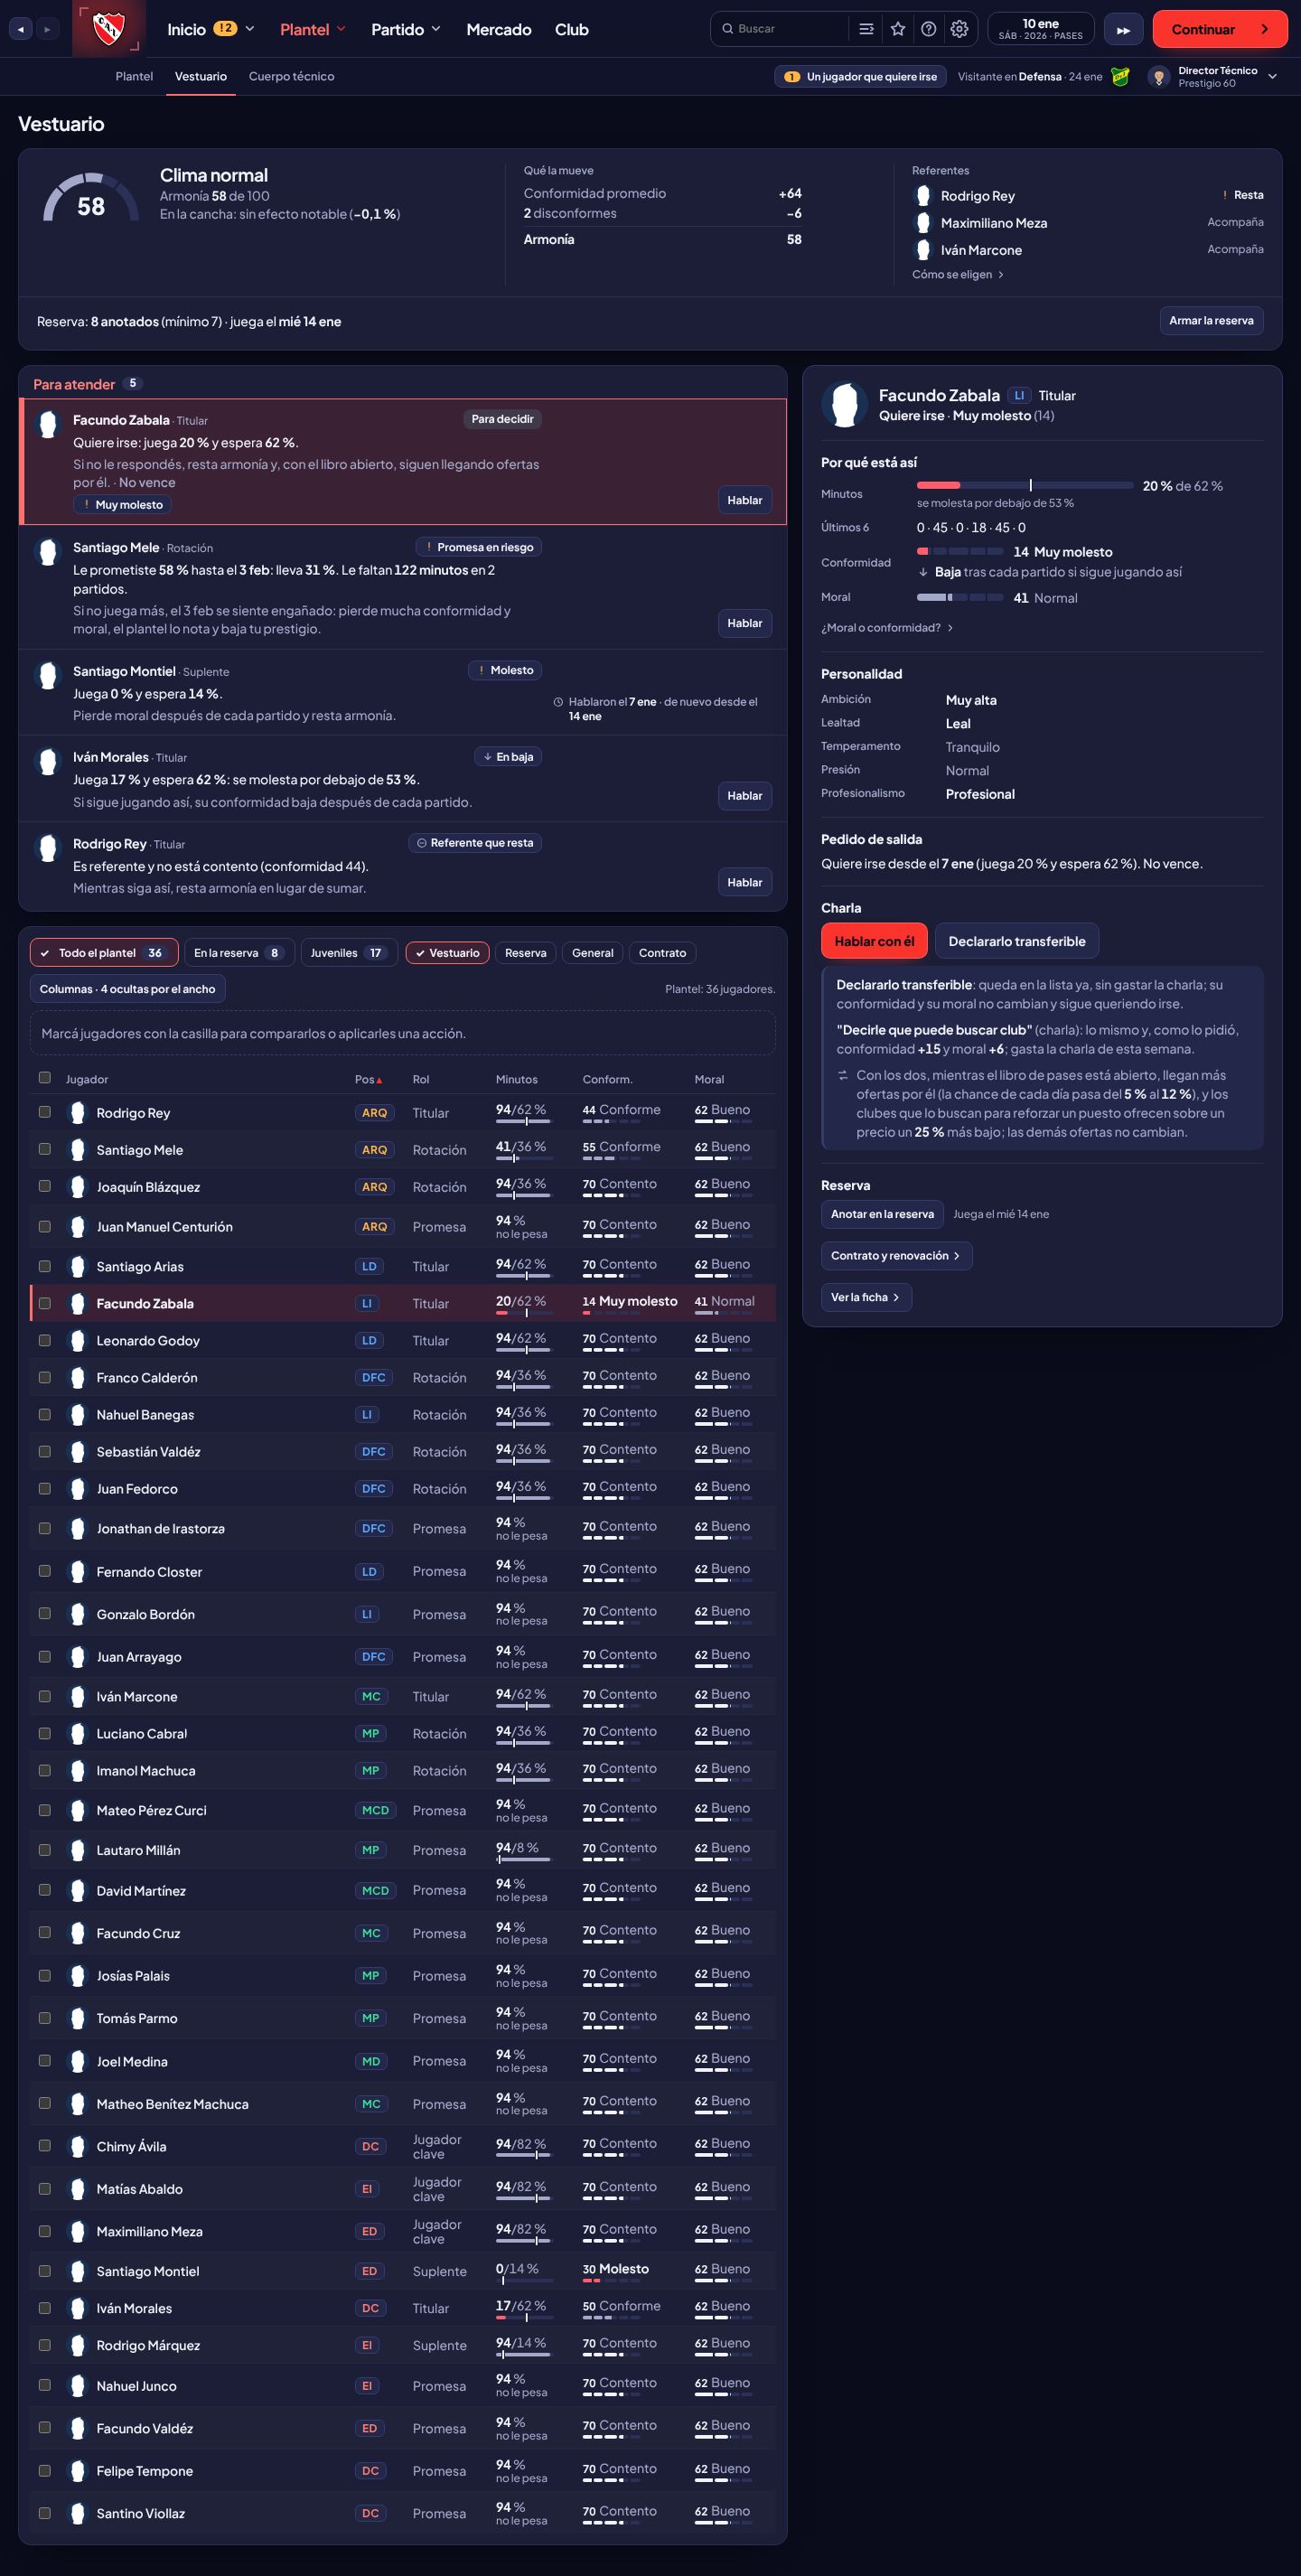 Inicio ! 2
Plantel
Partido
Mercado
Club
Buscar
10 ene
SÁB · 2026 · PASES
Continuar
Plantel
Vestuario
Cuerpo técnico
1 Un jugador que quiere irse
Visitante en Defensa · 24 ene
Director Técnico
Prestigio 60
Vestuario
58
Clima normal
Armonía 58 de 100
En la cancha: sin efecto notable (−0,1 %)
Qué la mueve
Conformidad promedio +64
2 disconformes −6
Armonía 58
Referentes
Rodrigo Rey ! Resta
Maximiliano Meza Acompaña
Iván Marcone Acompaña
Cómo se eligen
Reserva: 8 anotados (mínimo 7) · juega el mié 14 ene
Armar la reserva
Para atender 5
Facundo Zabala · Titular Para decidir
Quiere irse: juega 20 % y espera 62 %.
Si no le respondés, resta armonía y, con el libro abierto, siguen llegando ofertas
por él. · No vence
! Muy molesto
Hablar
Santiago Mele · Rotación ! Promesa en riesgo
Le prometiste 58 % hasta el 3 feb: lleva 31 %. Le faltan 122 minutos en 2
partidos.
Si no juega más, el 3 feb se siente engañado: pierde mucha conformidad y
moral, el plantel lo nota y baja tu prestigio.
Hablar
Santiago Montiel · Suplente ! Molesto
Juega 0 % y espera 14 %.
Pierde moral después de cada partido y resta armonía.
Hablaron el 7 ene · de nuevo desde el
14 ene
Iván Morales · Titular ↓ En baja
Juega 17 % y espera 62 %: se molesta por debajo de 53 %.
Si sigue jugando así, su conformidad baja después de cada partido.
Hablar
Rodrigo Rey · Titular Referente que resta
Es referente y no está contento (conformidad 44).
Mientras siga así, resta armonía en lugar de sumar.
Hablar
Facundo Zabala LI Titular
Quiere irse · Muy molesto (14)
Por qué está así
Minutos 20 % de 62 %
se molesta por debajo de 53 %
Últimos 6 0 · 45 · 0 · 18 · 45 · 0
Conformidad 14 Muy molesto
↓ Baja tras cada partido si sigue jugando así
Moral 41 Normal
¿Moral o conformidad?
Personalidad
Ambición Muy alta
Lealtad Leal
Temperamento Tranquilo
Presión Normal
Profesionalismo Profesional
Pedido de salida
Quiere irse desde el 7 ene (juega 20 % y espera 62 %). No vence.
Charla
Hablar con él
Declararlo transferible
Declararlo transferible: queda en la lista ya, sin gastar la charla; su
conformidad y su moral no cambian y sigue queriendo irse.
"Decirle que puede buscar club" (charla): lo mismo y, como lo pidió,
conformidad +15 y moral +6; gasta la charla de esta semana.
Con los dos, mientras el libro de pases está abierto, llegan más
ofertas por él (la chance de cada día pasa del 5 % al 12 %), y los
clubes que lo buscan para reforzar un puesto ofrecen sobre un
precio un 25 % más bajo; las demás ofertas no cambian.
Reserva
Anotar en la reserva Juega el mié 14 ene
Contrato y renovación
Ver la ficha
Todo el plantel 36
En la reserva 8
Juveniles 17
Vestuario
Reserva
General
Contrato
Columnas · 4 ocultas por el ancho
Plantel: 36 jugadores.
Marcá jugadores con la casilla para compararlos o aplicarles una acción.
Jugador Pos▲ Rol Minutos Conform. Moral
Rodrigo Rey ARQ Titular 94/62 % 44 Conforme 62 Bueno
Santiago Mele ARQ Rotación 41/36 % 55 Conforme 62 Bueno
Joaquín Blázquez ARQ Rotación 94/36 % 70 Contento 62 Bueno
Juan Manuel Centurión ARQ Promesa 94 % no le pesa 70 Contento 62 Bueno
Santiago Arias LD Titular 94/62 % 70 Contento 62 Bueno
Facundo Zabala LI Titular 20/62 % 14 Muy molesto 41 Normal
Leonardo Godoy LD Titular 94/62 % 70 Contento 62 Bueno
Franco Calderón DFC Rotación 94/36 % 70 Contento 62 Bueno
Nahuel Banegas LI Rotación 94/36 % 70 Contento 62 Bueno
Sebastián Valdéz DFC Rotación 94/36 % 70 Contento 62 Bueno
Juan Fedorco DFC Rotación 94/36 % 70 Contento 62 Bueno
Jonathan de Irastorza DFC Promesa 94 % no le pesa 70 Contento 62 Bueno
Fernando Closter LD Promesa 94 % no le pesa 70 Contento 62 Bueno
Gonzalo Bordón LI Promesa 94 % no le pesa 70 Contento 62 Bueno
Juan Arrayago DFC Promesa 94 % no le pesa 70 Contento 62 Bueno
Iván Marcone MC Titular 94/62 % 70 Contento 62 Bueno
Luciano Cabral MP Rotación 94/36 % 70 Contento 62 Bueno
Imanol Machuca MP Rotación 94/36 % 70 Contento 62 Bueno
Mateo Pérez Curci MCD Promesa 94 % no le pesa 70 Contento 62 Bueno
Lautaro Millán MP Promesa 94/8 % 70 Contento 62 Bueno
David Martínez MCD Promesa 94 % no le pesa 70 Contento 62 Bueno
Facundo Cruz MC Promesa 94 % no le pesa 70 Contento 62 Bueno
Josías Palais MP Promesa 94 % no le pesa 70 Contento 62 Bueno
Tomás Parmo MP Promesa 94 % no le pesa 70 Contento 62 Bueno
Joel Medina MD Promesa 94 % no le pesa 70 Contento 62 Bueno
Matheo Benítez Machuca MC Promesa 94 % no le pesa 70 Contento 62 Bueno
Chimy Ávila DC Jugador clave 94/82 % 70 Contento 62 Bueno
Matías Abaldo EI Jugador clave 94/82 % 70 Contento 62 Bueno
Maximiliano Meza ED Jugador clave 94/82 % 70 Contento 62 Bueno
Santiago Montiel ED Suplente 0/14 % 30 Molesto 62 Bueno
Iván Morales DC Titular 17/62 % 50 Conforme 62 Bueno
Rodrigo Márquez EI Suplente 94/14 % 70 Contento 62 Bueno
Nahuel Junco EI Promesa 94 % no le pesa 70 Contento 62 Bueno
Facundo Valdéz ED Promesa 94 % no le pesa 70 Contento 62 Bueno
Felipe Tempone DC Promesa 94 % no le pesa 70 Contento 62 Bueno
Santino Viollaz DC Promesa 94 % no le pesa 70 Contento 62 Bueno